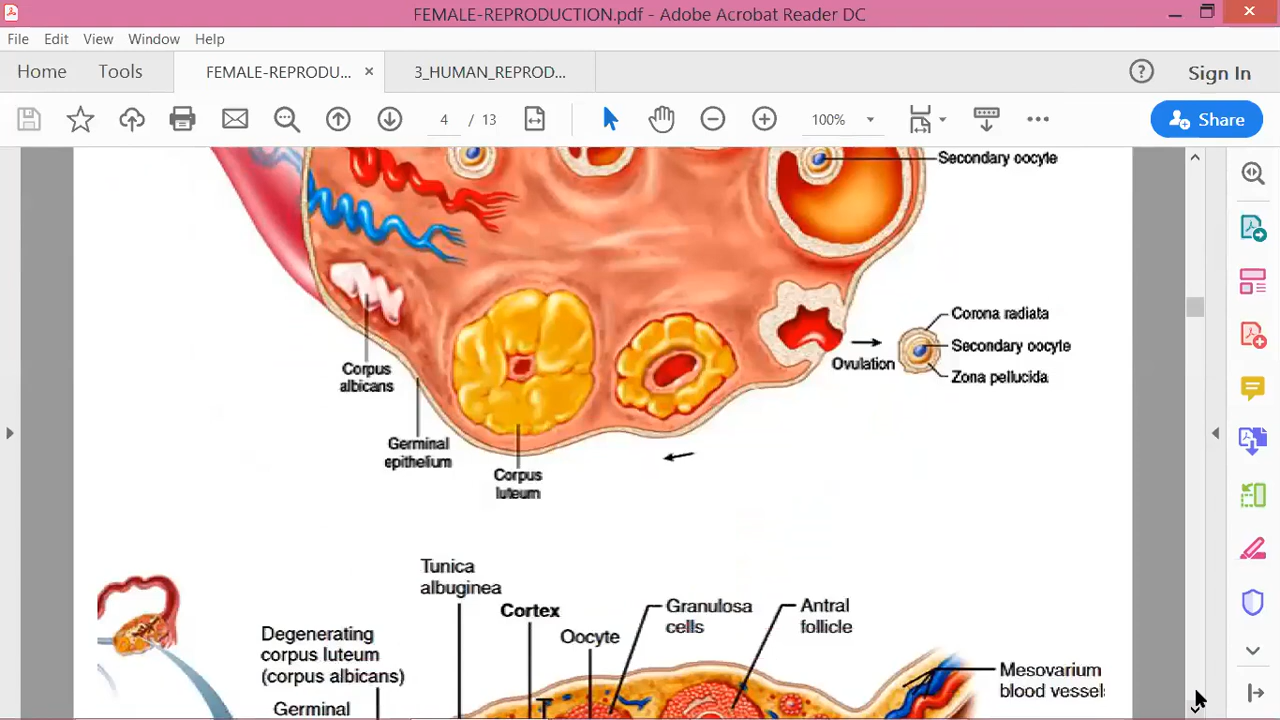 FEMALE-REPRODUCTION.pdf - Adobe Acrobat Reader DC
File Edit View Window Help
Home Tools FEMALE-REPRODU... × 3_HUMAN_REPROD... Sign In
4 / 13 100% Share
Secondary oocyte
Corona radiata
Secondary oocyte
Ovulation
Zona pellucida
Corpus
albicans
Germinal
epithelium
Corpus
luteum
Tunica
albuginea
Cortex
Oocyte
Granulosa
cells
Antral
follicle
Degenerating
corpus luteum
(corpus albicans)
Germinal
Mesovarium
blood vessel